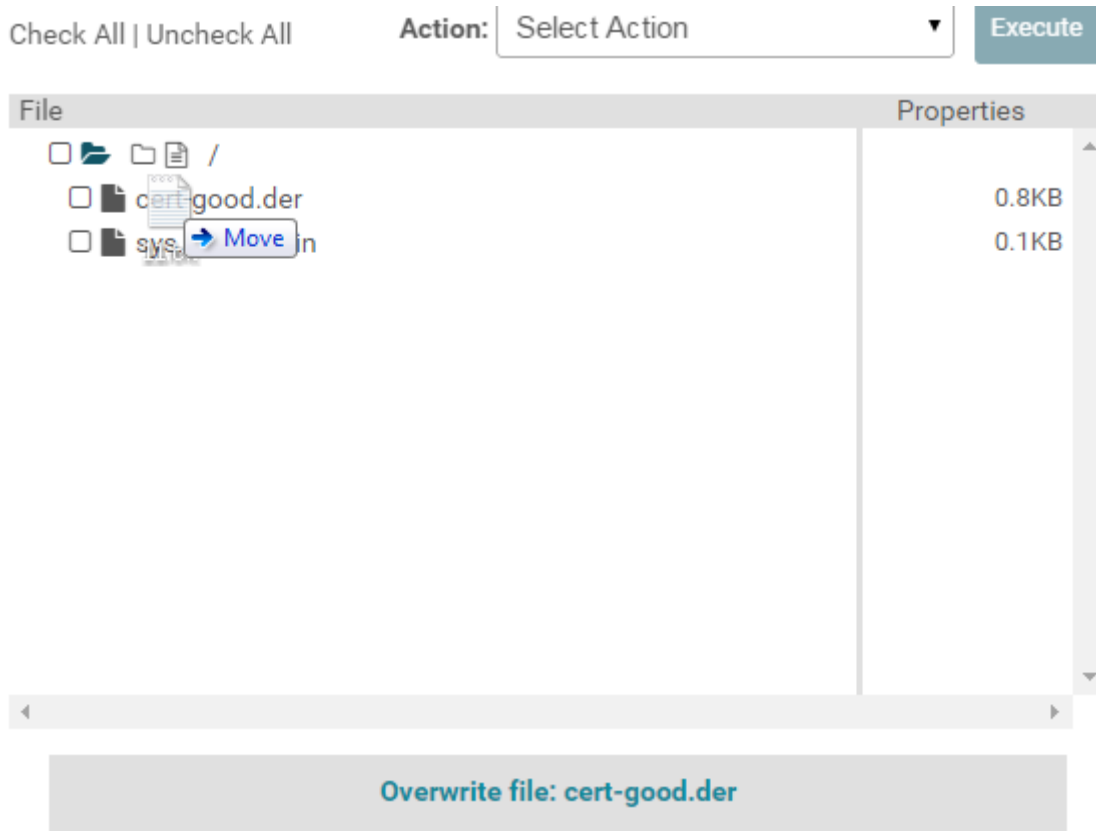 Check All | Uncheck All Action: Select Action Execute
File Properties
/
cert-good.der 0.8KB
Move
0.1KB
Overwrite file: cert-good.der